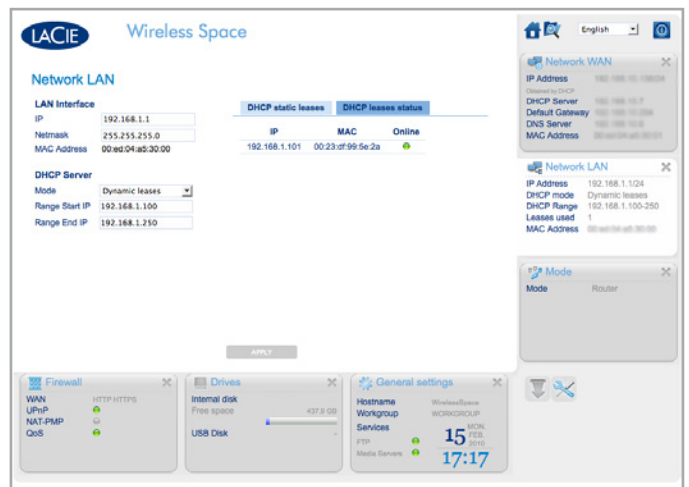 LACIE
Wireless Space
English
Network LAN
LAN Interface
IP 192.168.1.1
Netmask 255.255.255.0
MAC Address 00:ed:04:a5:30:00
DHCP Server
Mode Dynamic leases
Range Start IP 192.168.1.100
Range End IP 192.168.1.250
DHCP static leases DHCP leases status
IP MAC Online
192.168.1.101 00:23:df:99:5e:2a
APPLY
Network WAN
IP Address
Obtained by DHCP
DHCP Server
Default Gateway
DNS Server
MAC Address
Network LAN
IP Address 192.168.1.1/24
DHCP mode Dynamic leases
DHCP Range 192.168.1.100-250
Leases used 1
MAC Address
Mode
Mode Router
Firewall
WAN HTTP HTTPS
UPnP
NAT-PMP
QoS
Drives
Internal disk
Free space 437,9 GB
USB Disk -
General settings
Hostname WirelessSpace
Workgroup WORKGROUP
Services
FTP
Media Servers
15 MON. FEB. 2010
17:17